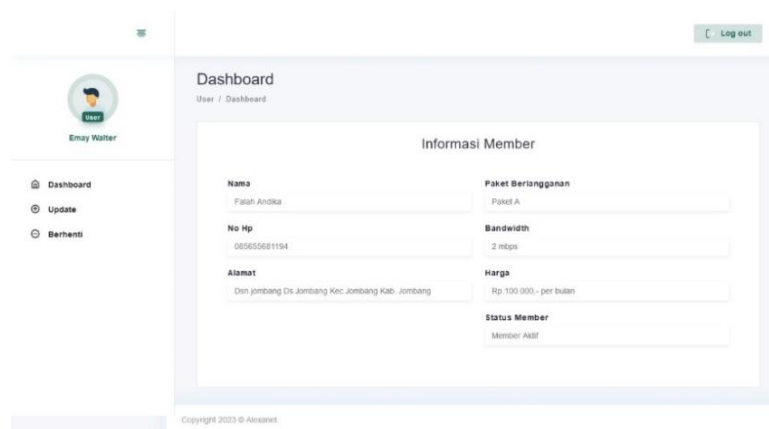 Log out
User
Emay Walter
Dashboard
Update
Berhenti
Dashboard
User / Dashboard
Informasi Member
Nama
Falah Andika
No Hp
085655681194
Alamat
Dsn jombang Ds Jombang Kec Jombang Kab. Jombang
Paket Berlangganan
Paket A
Bandwidth
2 mbps
Harga
Rp.100.000,- per bulan
Status Member
Member Aktif
Copyright 2023 © Alexanet